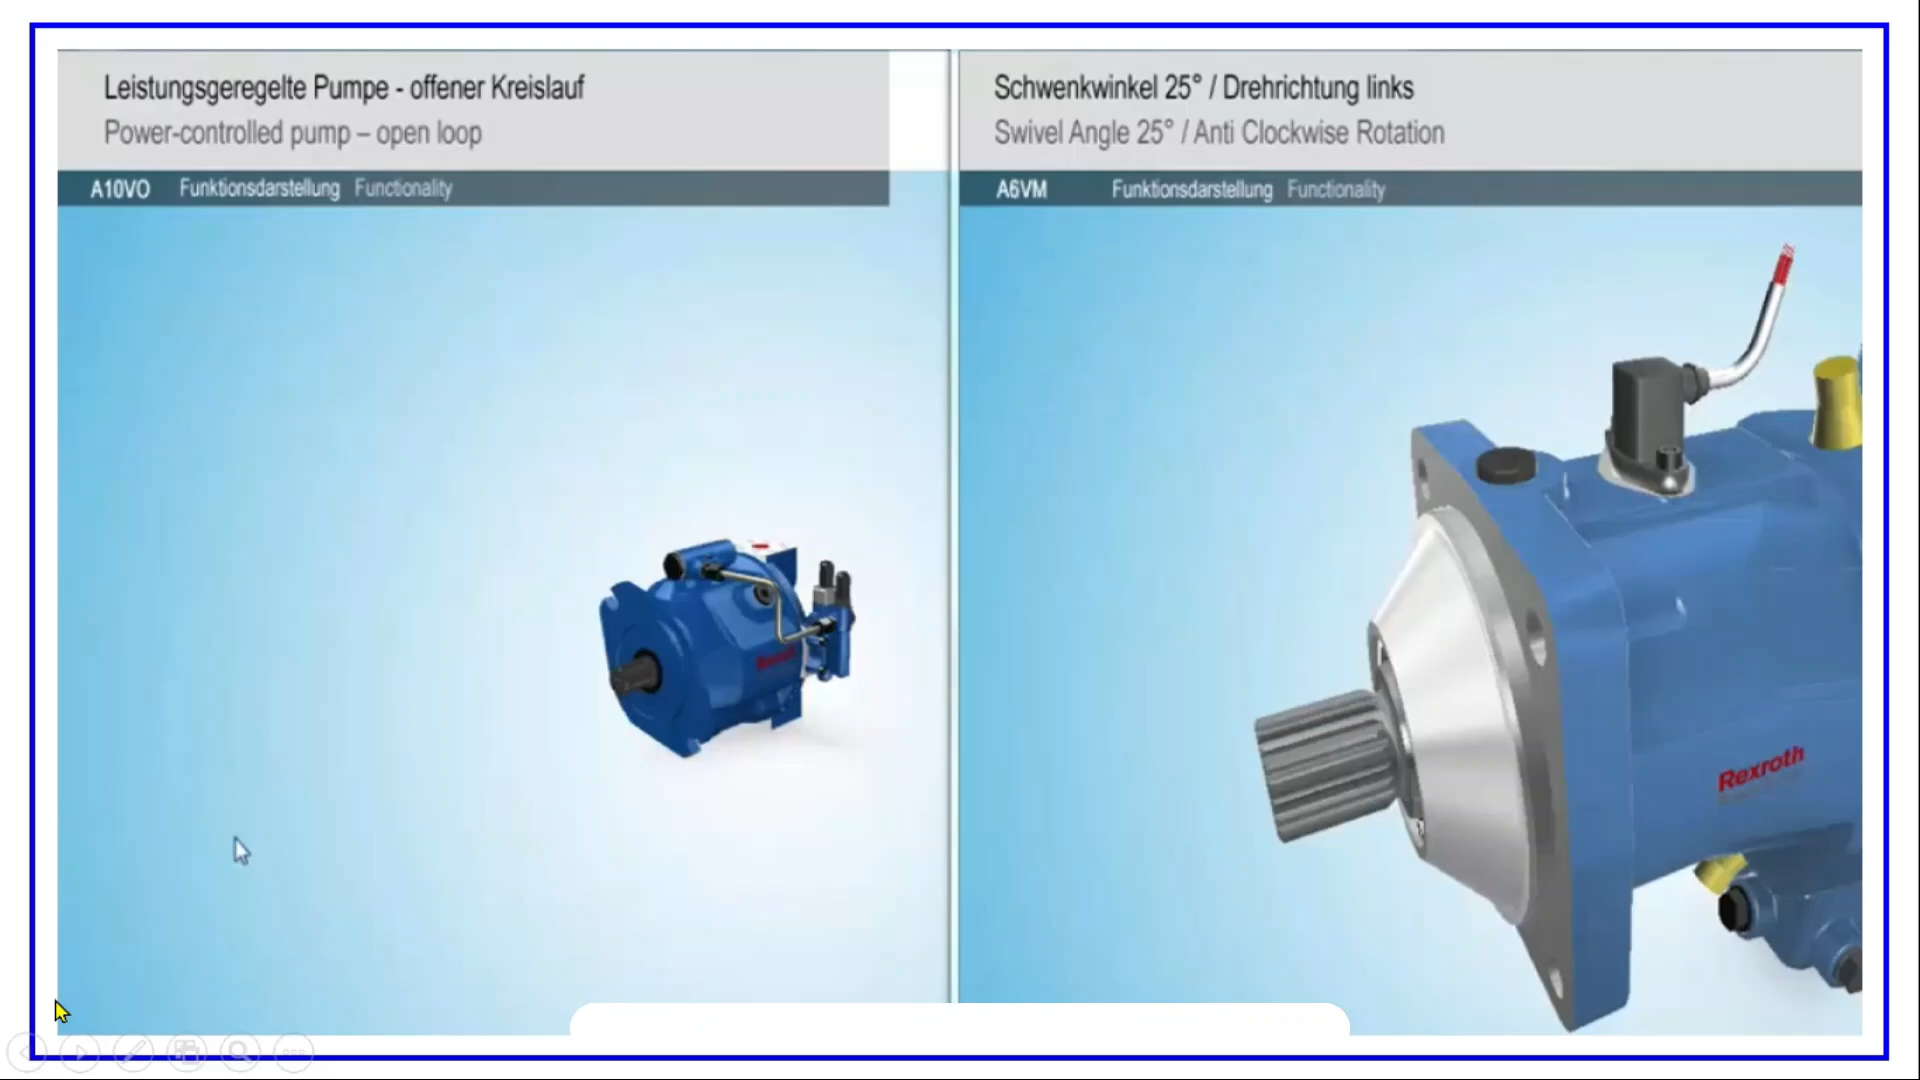 Leistungsgeregelte Pumpe - offener Kreislauf
Power-controlled pump – open loop
A10VO Funktionsdarstellung Functionality
Schwenkwinkel 25° / Drehrichtung links
Swivel Angle 25° / Anti Clockwise Rotation
A6VM Funktionsdarstellung Functionality
Rexroth